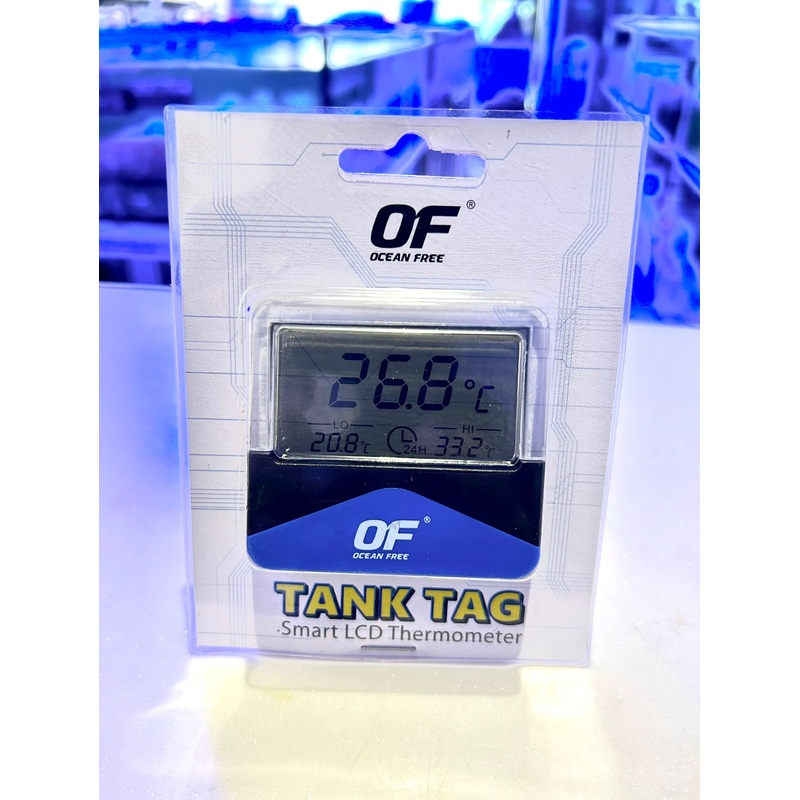 OF®
OCEAN FREE
26.8°C
LO HI
20.8°C 24H 33.2°C
OF®
OCEAN FREE
TANK TAG
Smart LCD Thermometer